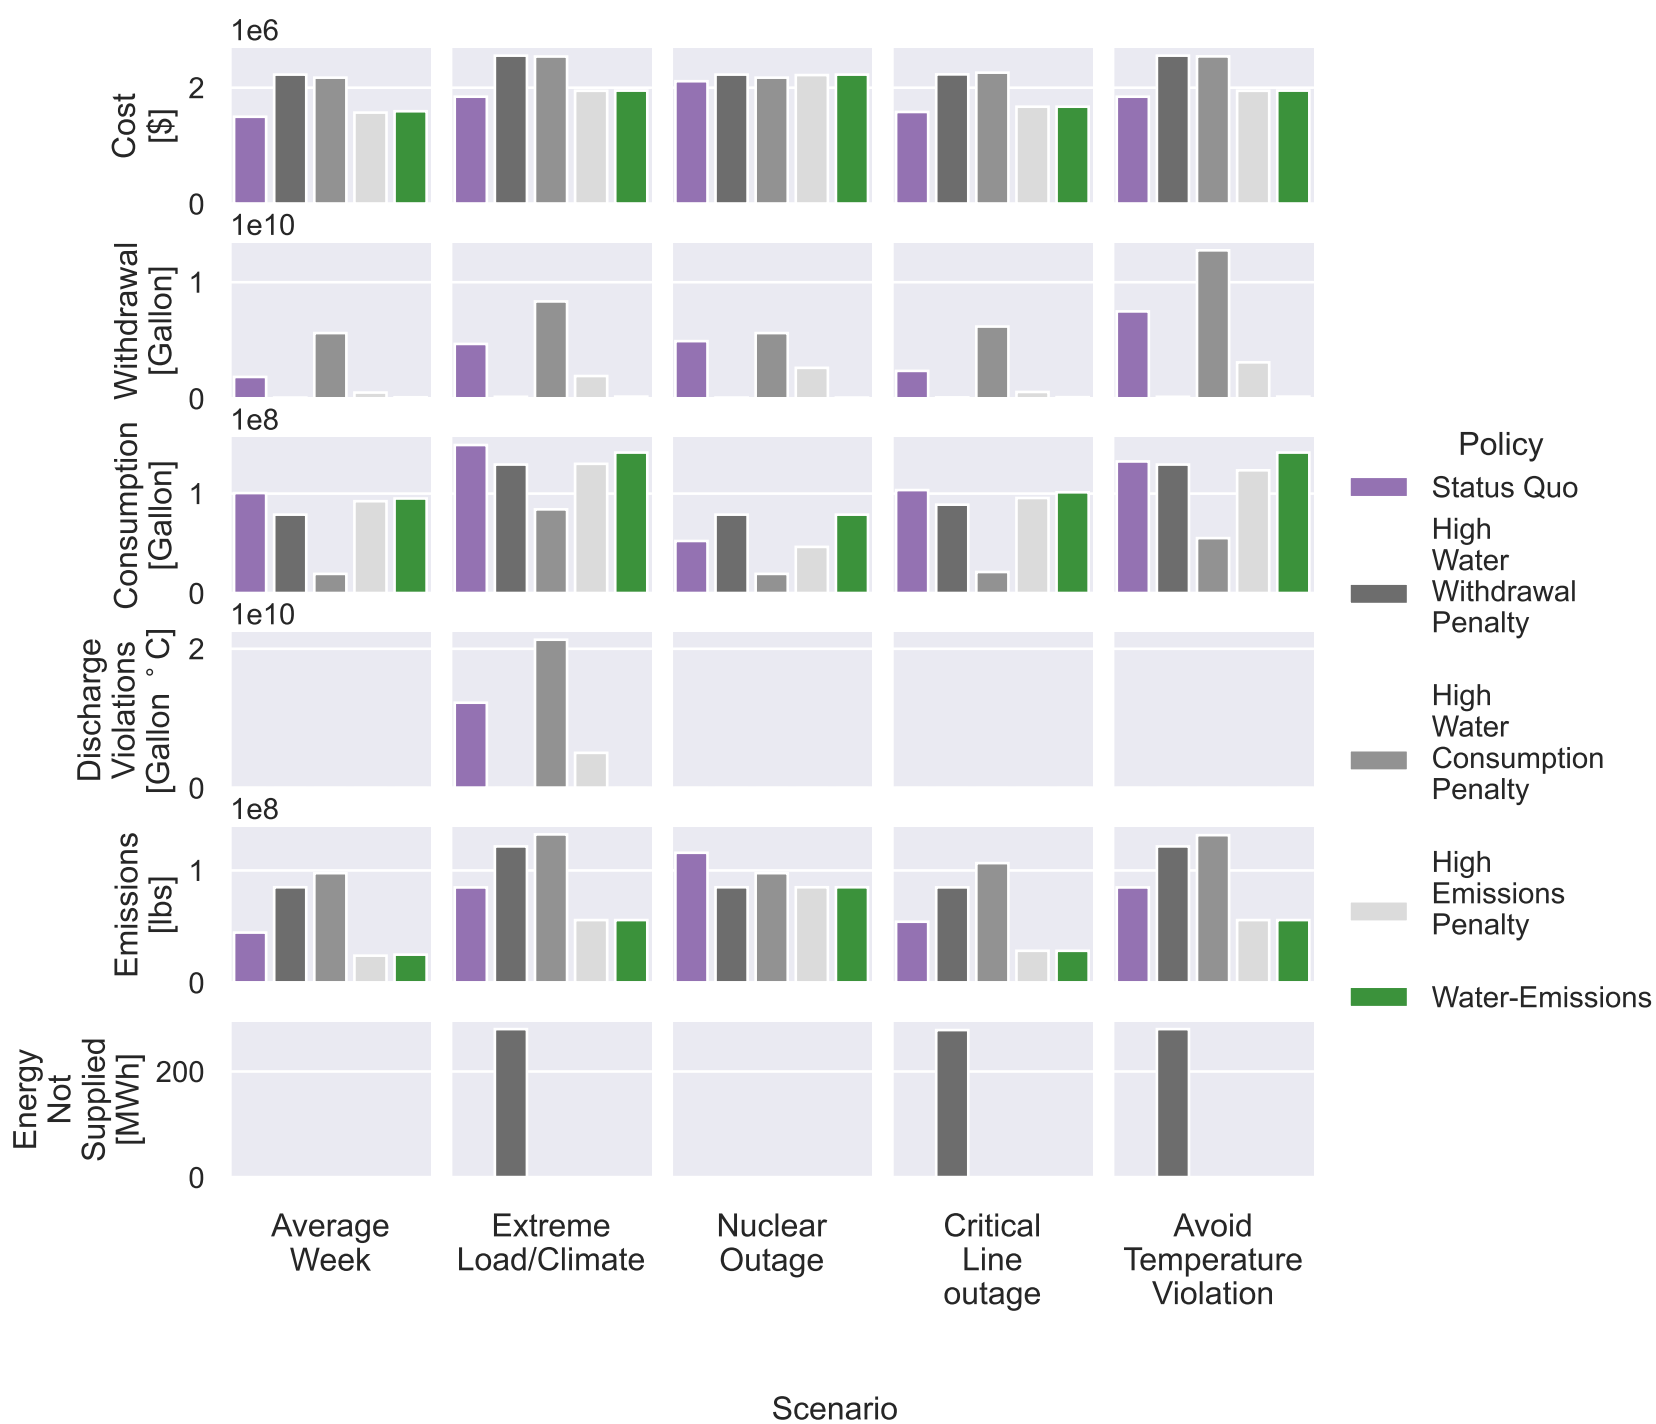 1e6
Cost
[$]
2
0
1e10
Withdrawal
[Gallon]
1
0
1e8
Consumption
[Gallon]
1
0
1e10
Discharge
Violations
[Gallon °C]
2
0
1e8
Emissions
[lbs]
1
0
Energy
Not
Supplied
[MWh]
200
0
Average
Week
Extreme
Load/Climate
Nuclear
Outage
Critical
Line
outage
Avoid
Temperature
Violation
Scenario
Policy
Status Quo
High
Water
Withdrawal
Penalty
High
Water
Consumption
Penalty
High
Emissions
Penalty
Water-Emissions